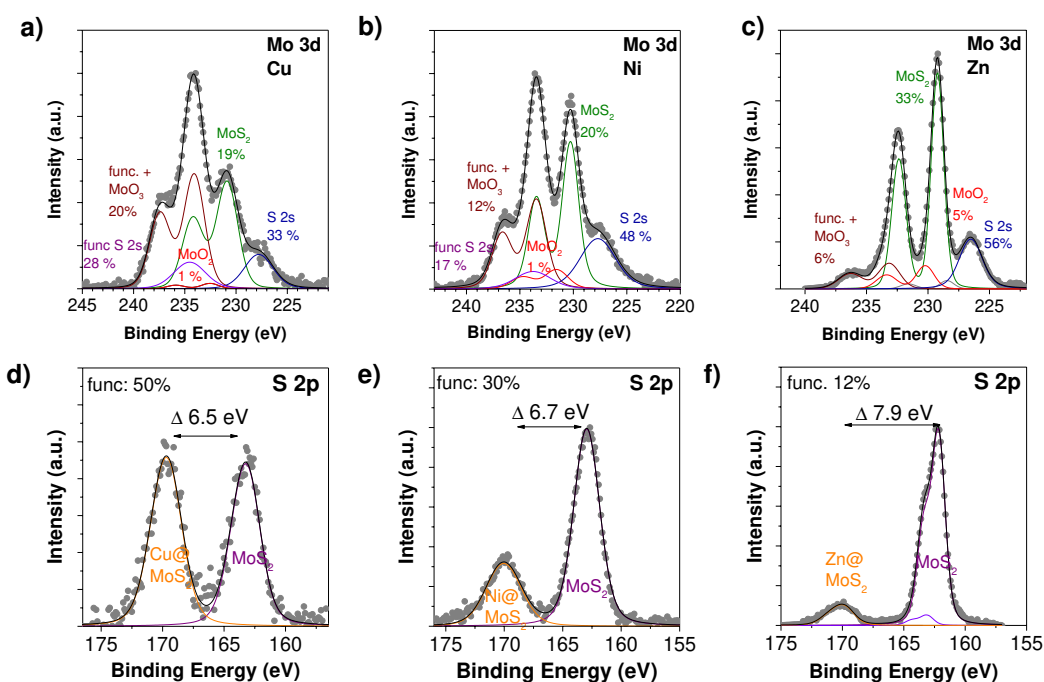 a)
Mo 3d
Cu
MoS2
19%
func. +
MoO3
20%
func S 2s
28 %
MoO2
1 %
S 2s
33 %
Intensity (a.u.)
245 240 235 230 225
Binding Energy (eV)
b)
Mo 3d
Ni
MoS2
20%
func. +
MoO3
12%
func S 2s
17 %
MoO2
1 %
S 2s
48 %
Intensity (a.u.)
240 235 230 225 220
Binding Energy (eV)
c)
Mo 3d
Zn
MoS2
33%
MoO2
5%
func. +
MoO3
6%
S 2s
56%
Intensity (a.u.)
240 235 230 225
Binding Energy (eV)
d)
func: 50%
S 2p
Δ 6.5 eV
Cu@
MoS2
MoS2
Intensity (a.u.)
175 170 165 160
Binding Energy (eV)
e)
func: 30%
S 2p
Δ 6.7 eV
Ni@
MoS2
MoS2
Intensity (a.u.)
175 170 165 160 155
Binding Energy (eV)
f)
func. 12%
S 2p
Δ 7.9 eV
Zn@
MoS2
MoS2
Intensity (a.u.)
175 170 165 160 155
Binding Energy (eV)